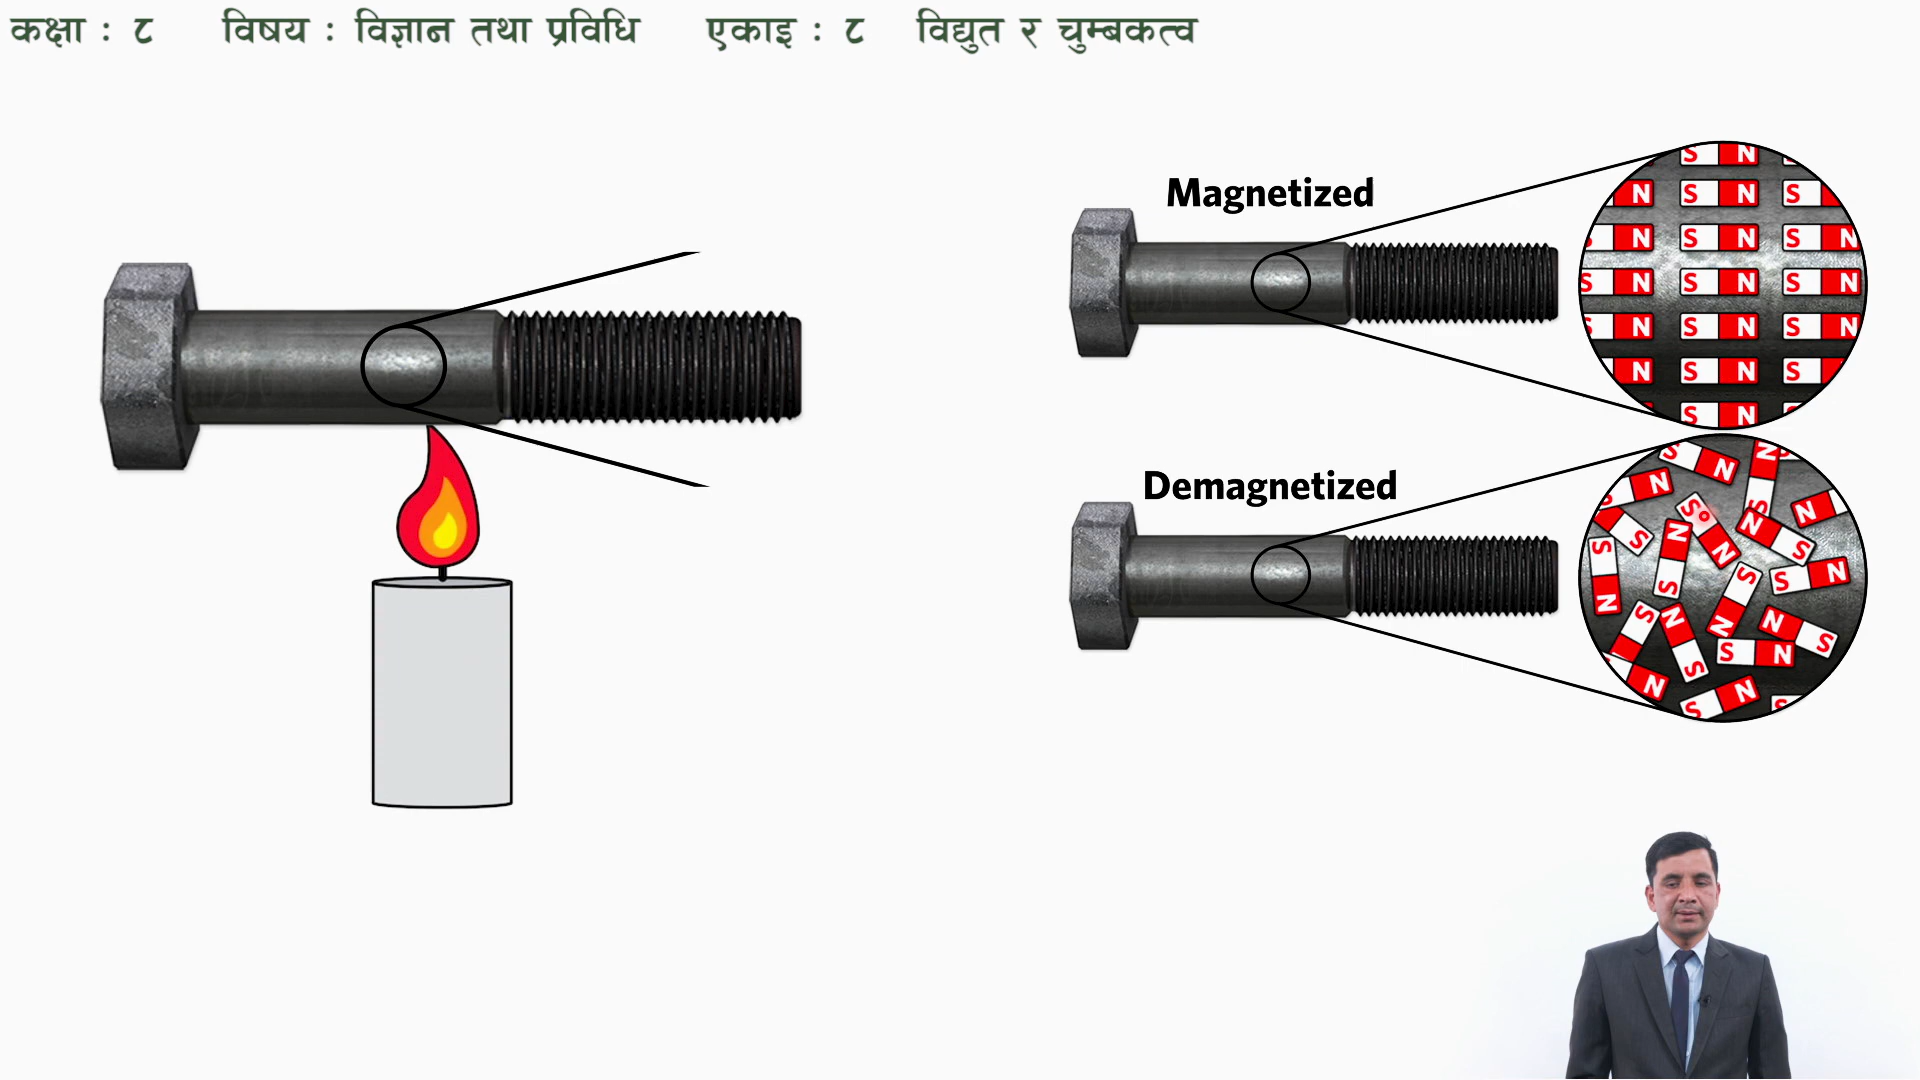 कक्षा : ८ विषय : विज्ञान तथा प्रविधि एकाइ : ८ विद्युत र चुम्बकत्व
Magnetized
S N
N S N S
S N S N S N
S N S N S N
S N S N S N
N S N S
S N
Demagnetized
S N N
N N
S S S N
S N N S
S S S N
N S N
S N N S
S N S N
N S N
S S